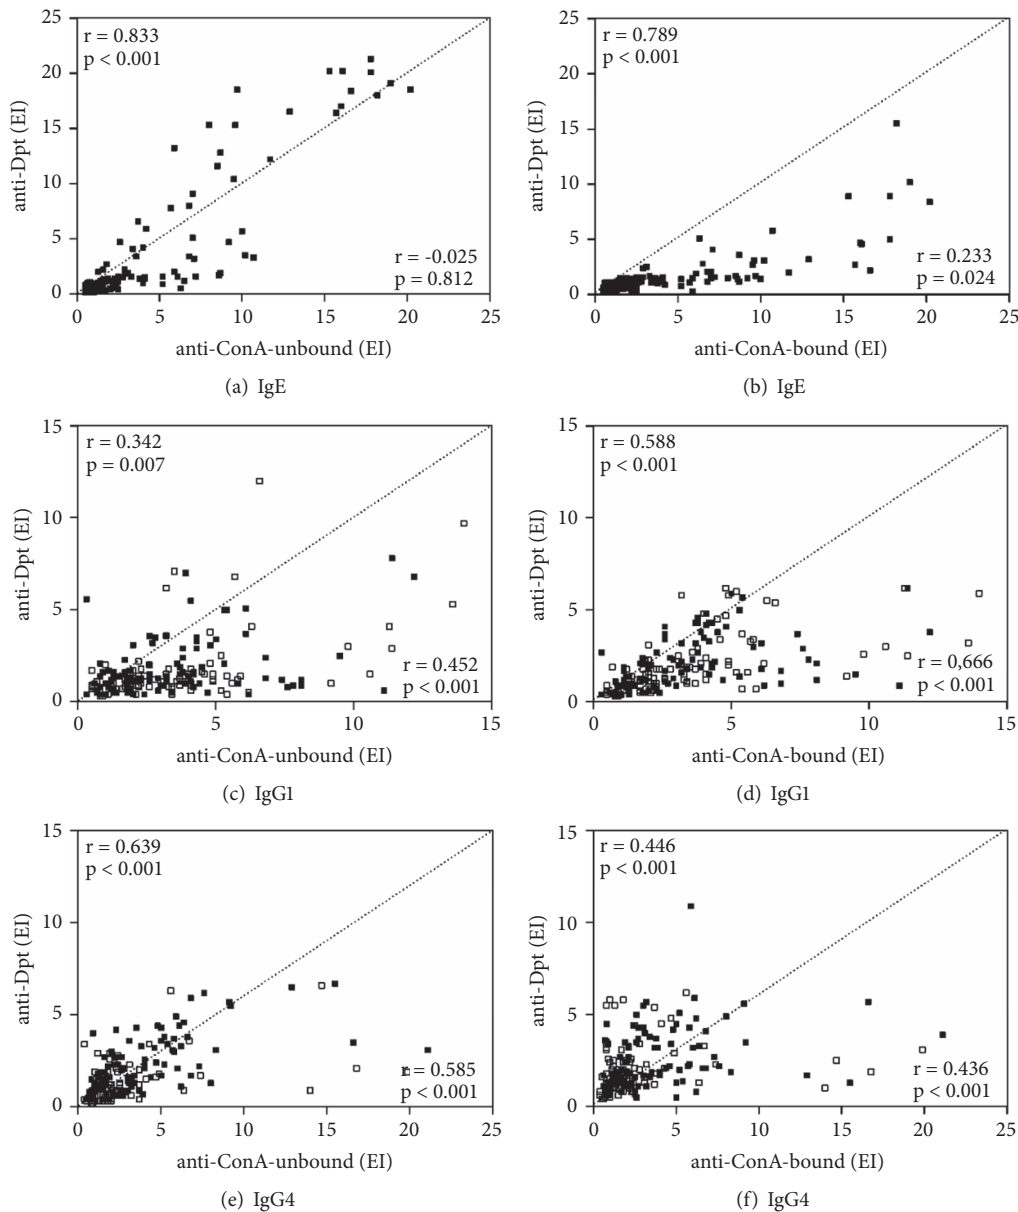 25
20
15
10
5
0
anti-Dpt (EI)
r = 0.833
p < 0.001
r = -0.025
p = 0.812
0 5 10 15 20 25
anti-ConA-unbound (EI)
(a) IgE
25
20
15
10
5
0
anti-Dpt (EI)
r = 0.789
p < 0.001
r = 0.233
p = 0.024
0 5 10 15 20 25
anti-ConA-bound (EI)
(b) IgE
15
10
5
0
anti-Dpt (EI)
r = 0.342
p = 0.007
r = 0.452
p < 0.001
0 5 10 15
anti-ConA-unbound (EI)
(c) IgG1
15
10
5
0
anti-Dpt (EI)
r = 0.588
p < 0.001
r = 0,666
p < 0.001
0 5 10 15
anti-ConA-bound (EI)
(d) IgG1
15
10
5
0
anti-Dpt (EI)
r = 0.639
p < 0.001
r = 0.585
p < 0.001
0 5 10 15 20 25
anti-ConA-unbound (EI)
(e) IgG4
15
10
5
0
anti-Dpt (EI)
r = 0.446
p < 0.001
r = 0.436
p < 0.001
0 5 10 15 20 25
anti-ConA-bound (EI)
(f) IgG4